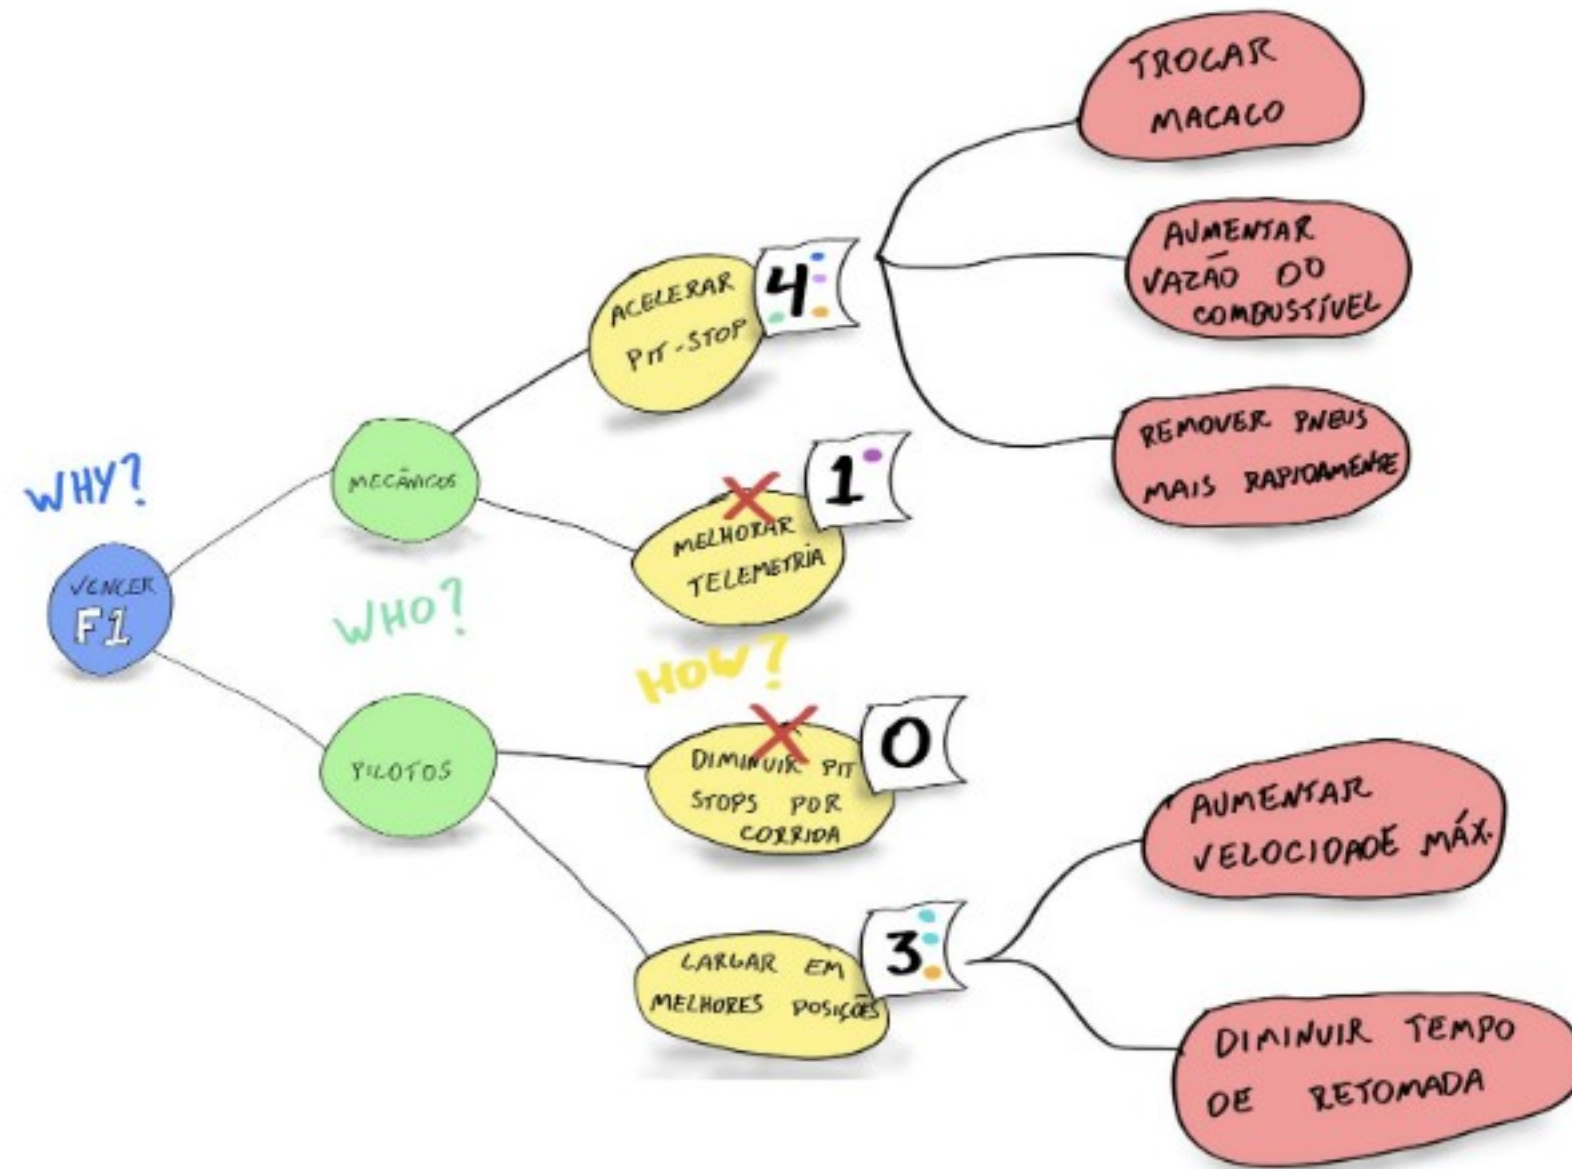 WHY?
VENCER
F1
WHO?
MECÂNICOS
PILOTOS
HOW?
ACELERAR
PIT-STOP
4
MELHORAR
TELEMETRIA
1
DIMINUIR PIT
STOPS POR
CORRIDA
0
LARGAR EM
MELHORES POSIÇÕES
3
TROCAR
MACACO
AUMENTAR
VAZÃO DO
COMBUSTÍVEL
REMOVER PNEUS
MAIS RAPIDAMENTE
AUMENTAR
VELOCIDADE MÁX.
DIMINUIR TEMPO
DE RETOMADA